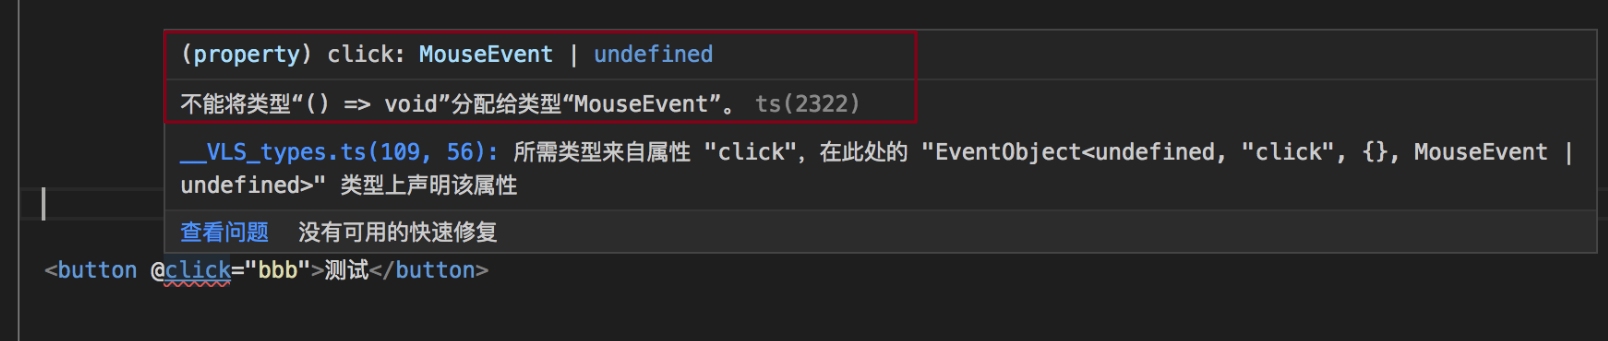 (property) click: MouseEvent | undefined
不能将类型“() => void”分配给类型“MouseEvent”。 ts(2322)
__VLS_types.ts(109, 56): 所需类型来自属性 "click"，在此处的 "EventObject<undefined, "click", {}, MouseEvent |
undefined>" 类型上声明该属性
查看问题 没有可用的快速修复
<button @click="bbb">测试</button>